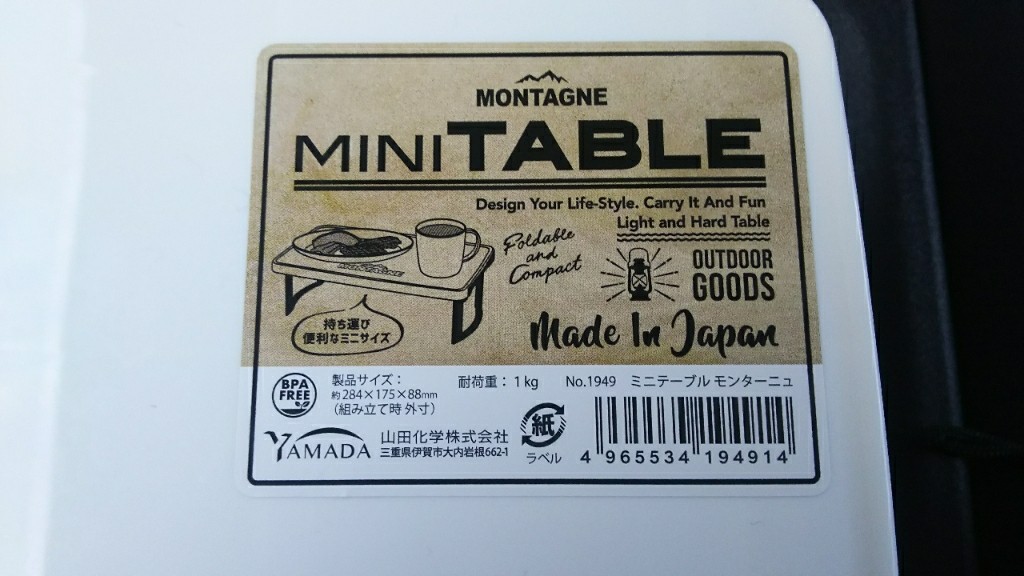 MONTAGNE
MINI TABLE
Design Your Life-Style. Carry It And Fun
Light and Hard Table
Foldable
and
Compact
OUTDOOR
GOODS
MONTAGNE
持ち運び
便利なミニサイズ
Made In Japan
BPA
FREE
製品サイズ：
約284×175×88mm
（組み立て時 外寸）
耐荷重：1kg
No.1949 ミニテーブル モンターニュ
YAMADA
山田化学株式会社
三重県伊賀市大内岩根662-1
紙
ラベル
4 965534 194914